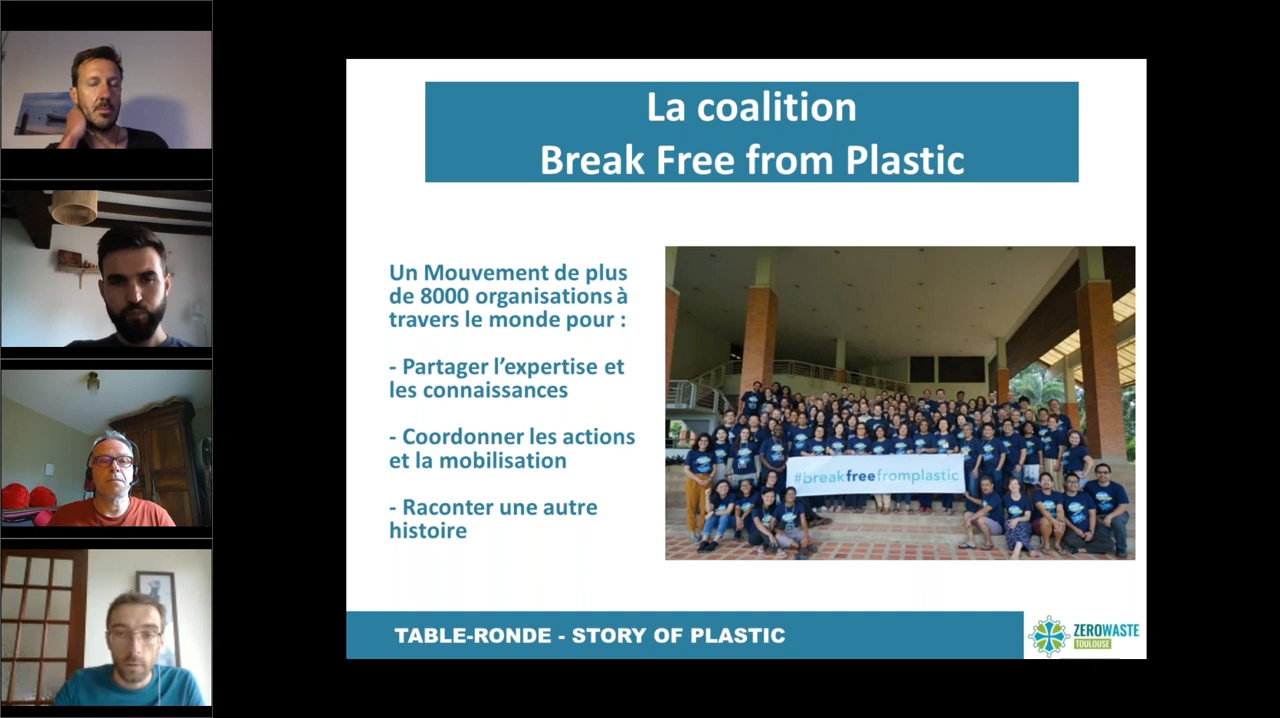 La coalition
Break Free from Plastic
Un Mouvement de plus
de 8000 organisations à
travers le monde pour :
- Partager l’expertise et
les connaissances
- Coordonner les actions
et la mobilisation
- Raconter une autre
histoire
#breakfreefromplastic
TABLE-RONDE - STORY OF PLASTIC
ZEROWASTE
TOULOUSE